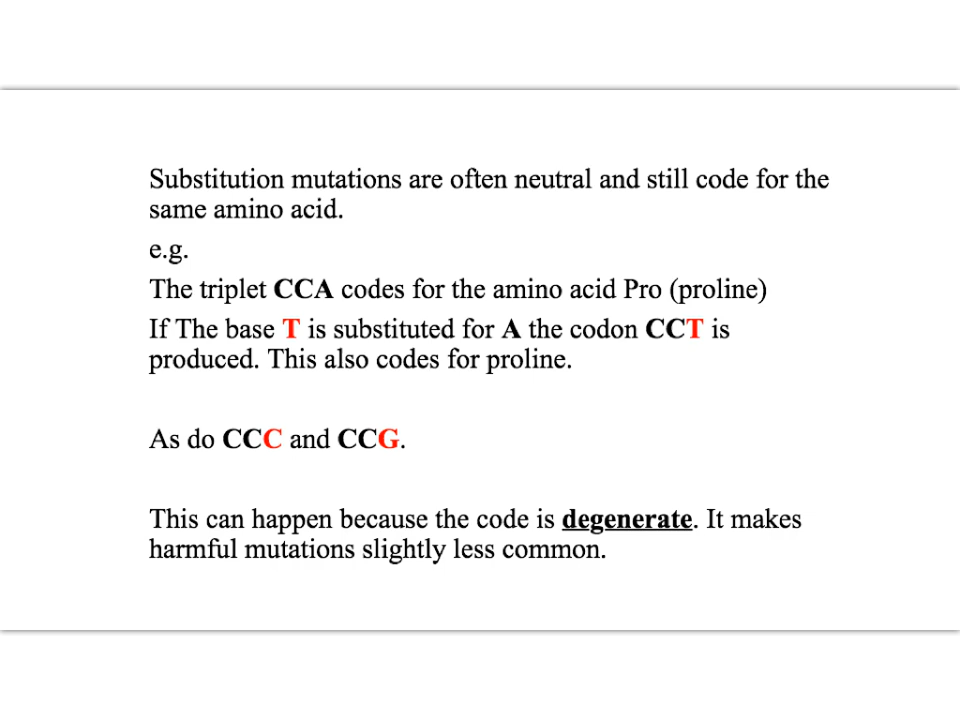 Substitution mutations are often neutral and still code for the
same amino acid.
e.g.
The triplet CCA codes for the amino acid Pro (proline)
If The base T is substituted for A the codon CCT is
produced. This also codes for proline.
As do CCC and CCG.
This can happen because the code is degenerate. It makes
harmful mutations slightly less common.